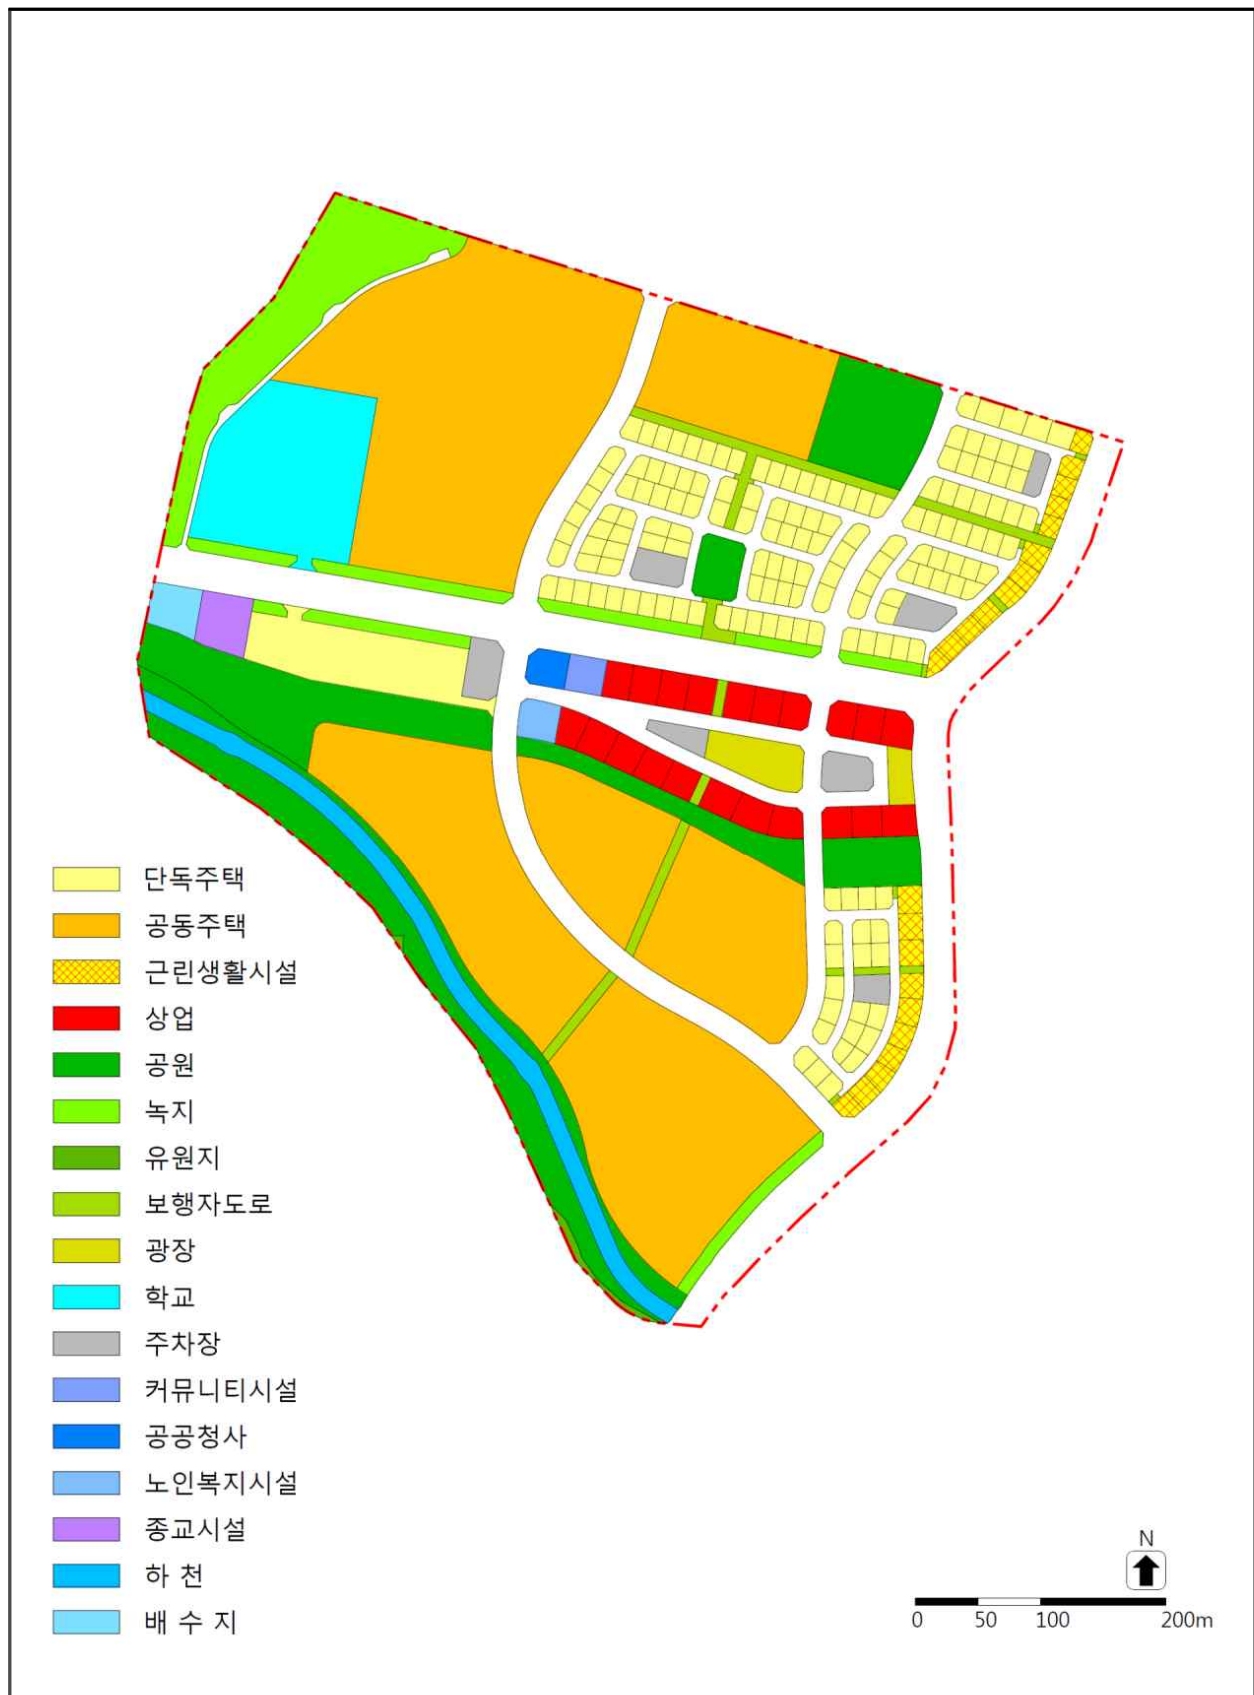 단독주택
공동주택
근린생활시설
상업
공원
녹지
유원지
보행자도로
광장
학교
주차장
커뮤니티시설
공공청사
노인복지시설
종교시설
하 천
배 수 지
N
0 50 100 200m